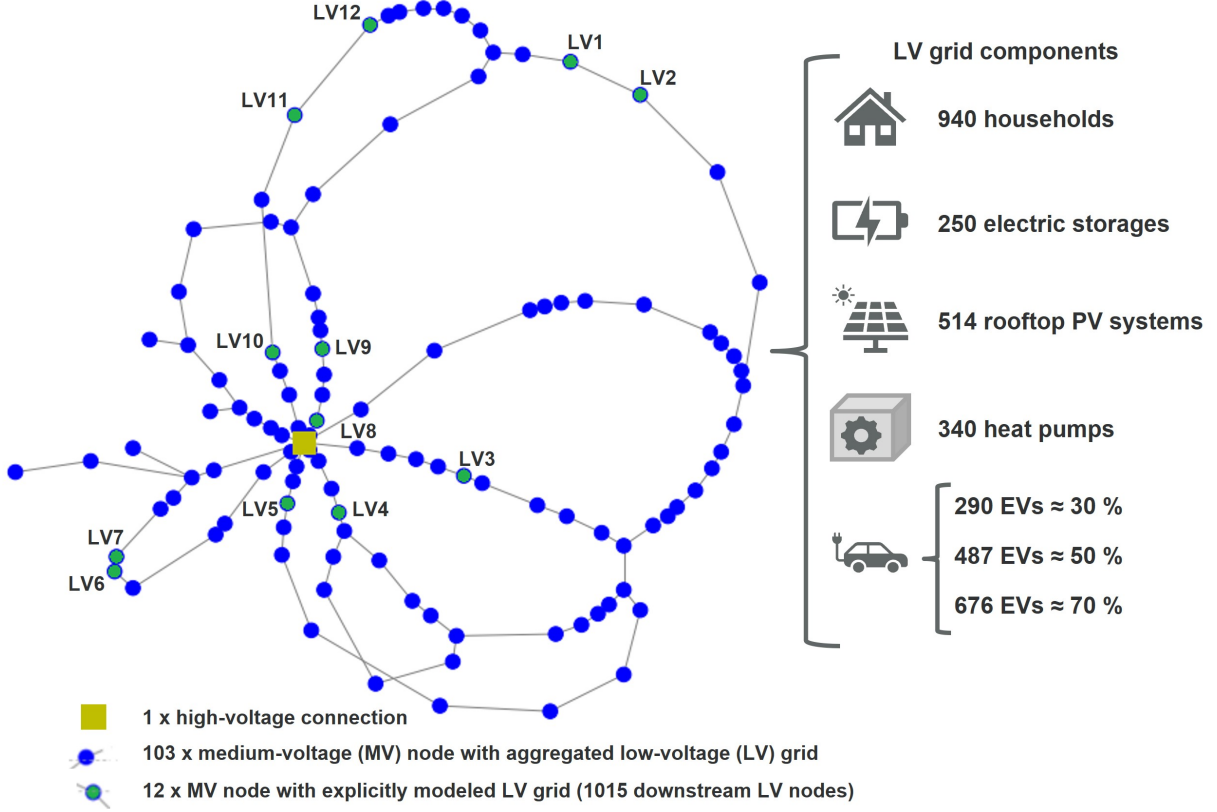 LV12
LV1
LV2
LV11
LV10
LV9
LV8
LV3
LV5
LV4
LV7
LV6
LV grid components
940 households
250 electric storages
514 rooftop PV systems
340 heat pumps
290 EVs ≈ 30 %
487 EVs ≈ 50 %
676 EVs ≈ 70 %
1 x high-voltage connection
103 x medium-voltage (MV) node with aggregated low-voltage (LV) grid
12 x MV node with explicitly modeled LV grid (1015 downstream LV nodes)